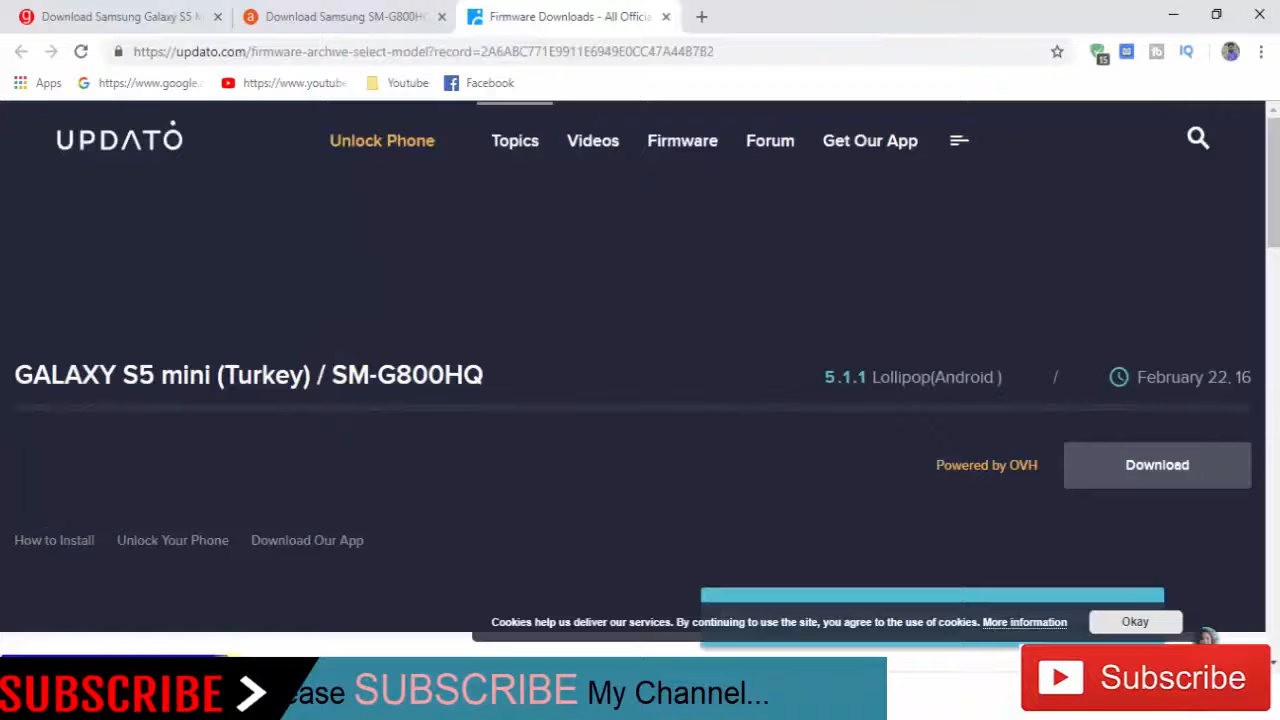 Download Samsung Galaxy S5 M
Download Samsung SM-G800HQ
Firmware Downloads - All Officia
https://updato.com/firmware-archive-select-model?record=2A6ABC771E9911E6949E0CC47A44B7B2
15
IQ
Apps
https://www.google.c
https://www.youtube
Youtube
Facebook
UPDATO
Unlock Phone
Topics
Videos
Firmware
Forum
Get Our App
GALAXY S5 mini (Turkey) / SM-G800HQ
5.1.1 Lollipop(Android )
/
February 22, 16
Powered by OVH
Download
How to Install
Unlock Your Phone
Download Our App
Cookies help us deliver our services. By continuing to use the site, you agree to the use of cookies. More information
Okay
SUBSCRIBE
ease SUBSCRIBE My Channel...
Subscribe